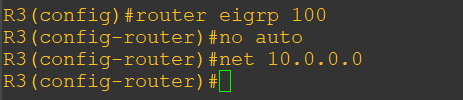 R3(config)#router eigrp 100
R3(config-router)#no auto
R3(config-router)#net 10.0.0.0
R3(config-router)#